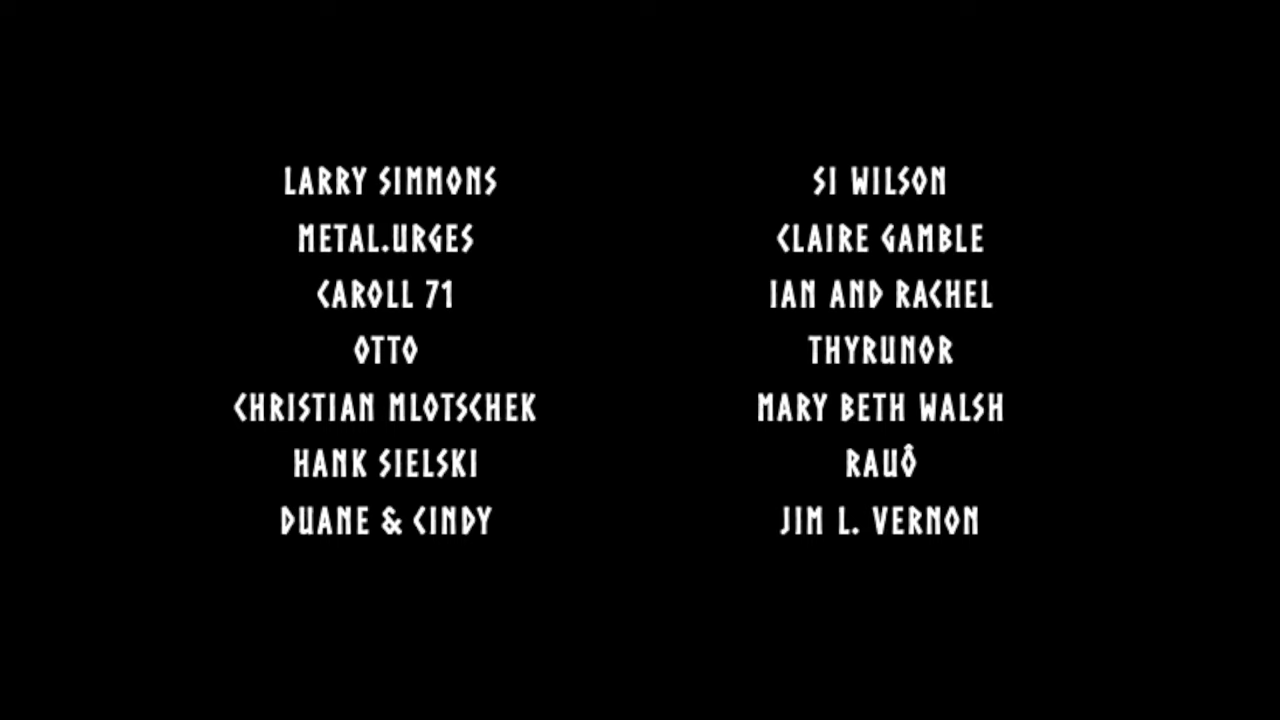 LARRY SIMMONS
METAL.URGES
CAROLL 71
OTTO
CHRISTIAN MLOTSCHEK
HANK SIELSKI
DUANE & CINDY
SI WILSON
CLAIRE GAMBLE
IAN AND RACHEL
THYRUNOR
MARY BETH WALSH
RAUÔ
JIM L. VERNON